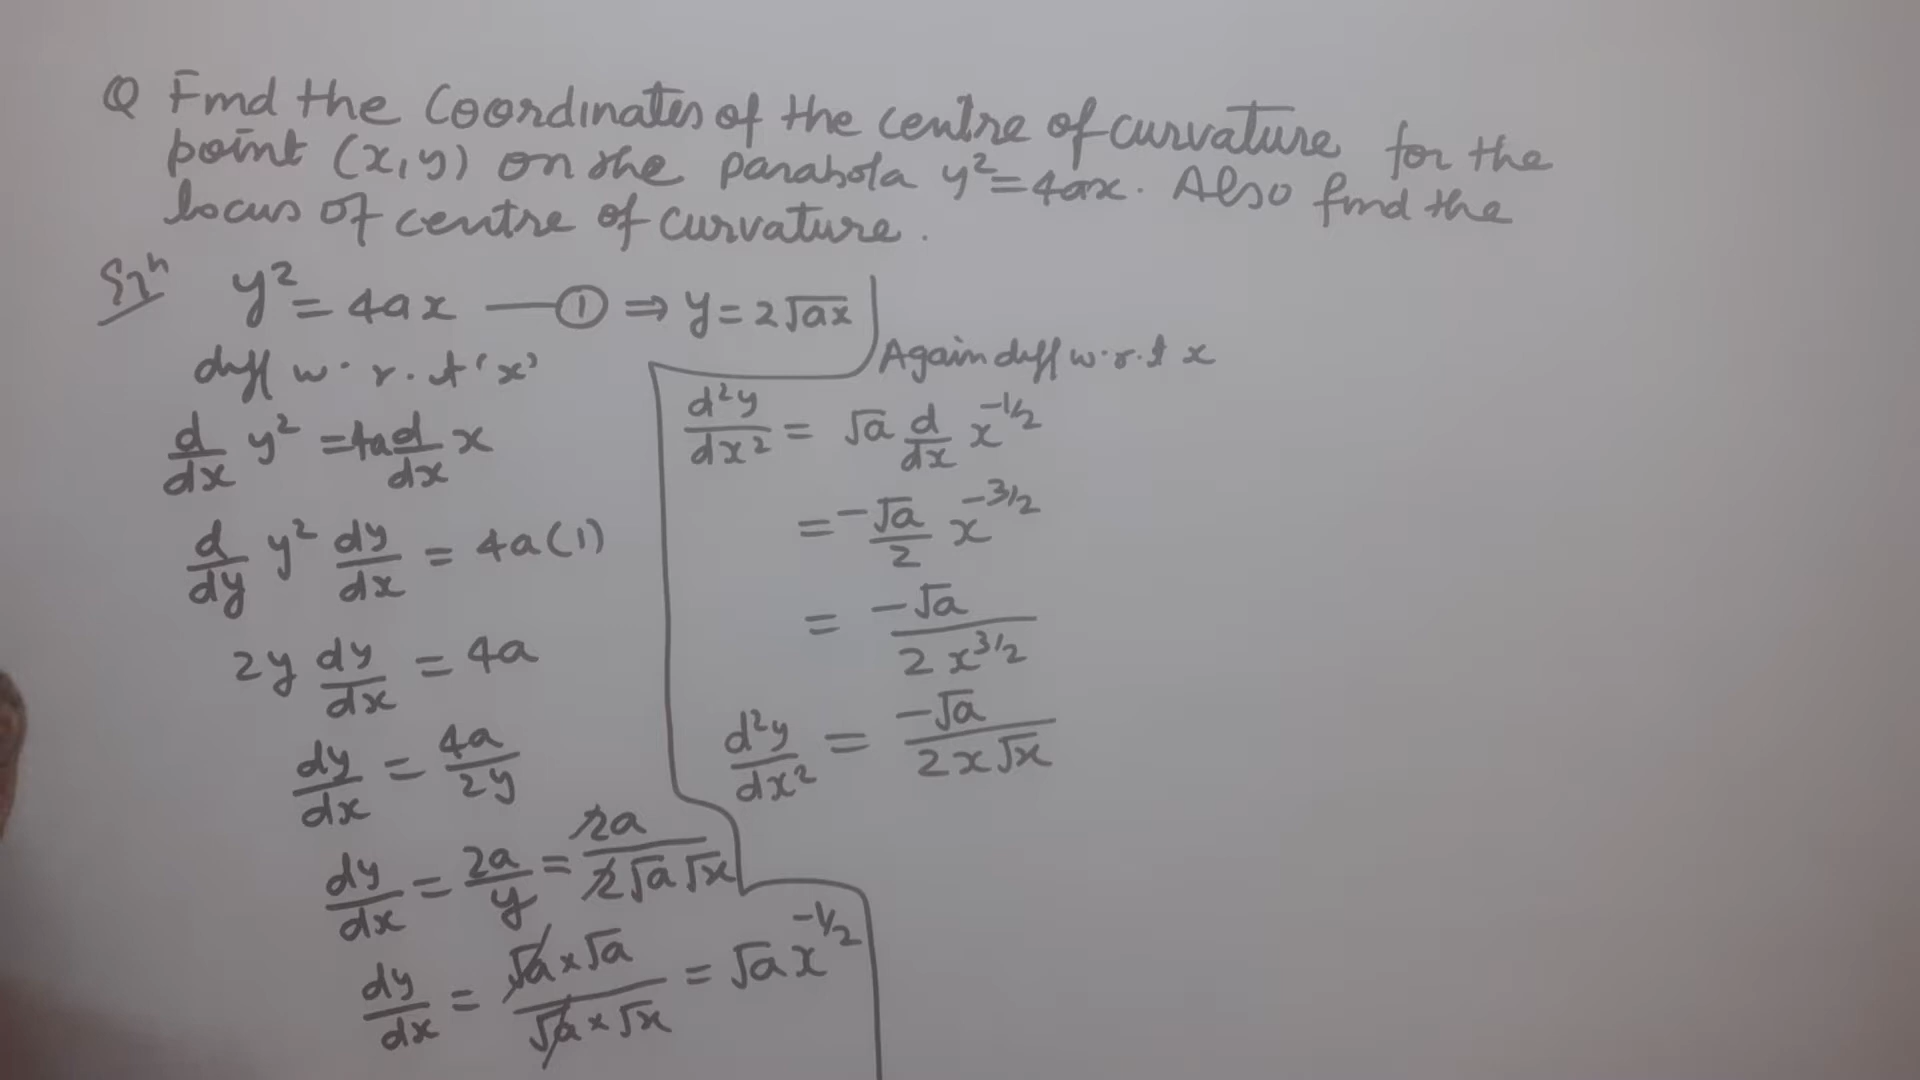 Q Find the Coordinates of the centre of curvature for the
point (x,y) on the parabola y²=4ax. Also find the
locus of centre of curvature.
Solⁿ y² = 4ax —① ⇒ y = 2√ax
diff w.r.t 'x'
d/dx y² = 4a d/dx x
d/dy y² dy/dx = 4a(1)
2y dy/dx = 4a
dy/dx = 4a/2y
dy/dx = 2a/y = 2a/2√a√x
dy/dx = √a×√a/√a×√x = √a x^-1/2
Again diff w.r.t x
d²y/dx² = √a d/dx x^-1/2
= -√a/2 x^-3/2
= -√a/2 x^3/2
d²y/dx² = -√a/2x√x